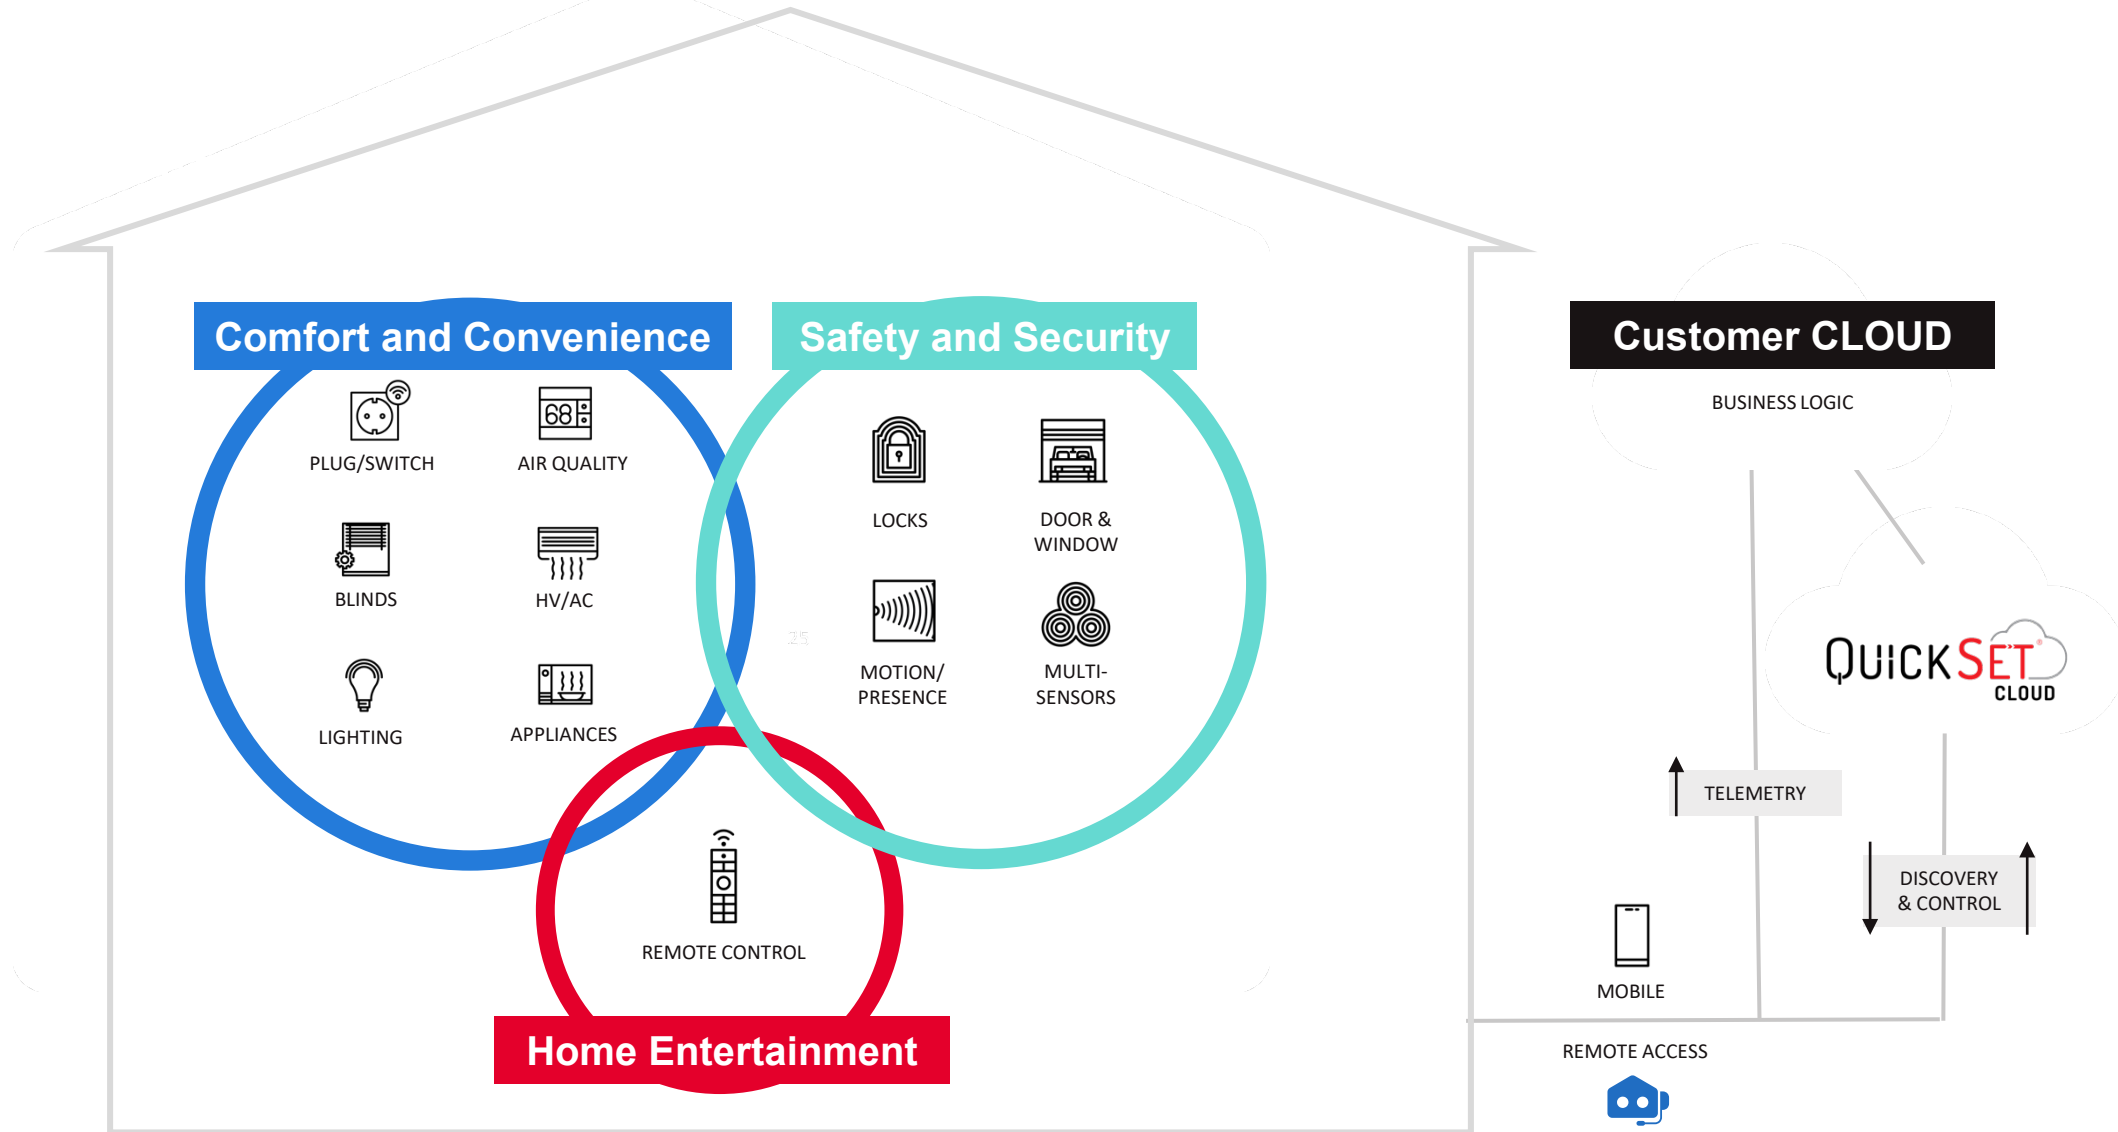 Comfort and Convenience
Safety and Security
Customer CLOUD
BUSINESS LOGIC
68
PLUG/SWITCH
AIR QUALITY
LOCKS
DOOR &
WINDOW
BLINDS
HV/AC
MOTION/
PRESENCE
MULTI-
SENSORS
LIGHTING
APPLIANCES
QUICKSET®
CLOUD
TELEMETRY
DISCOVERY
& CONTROL
REMOTE CONTROL
MOBILE
Home Entertainment
REMOTE ACCESS